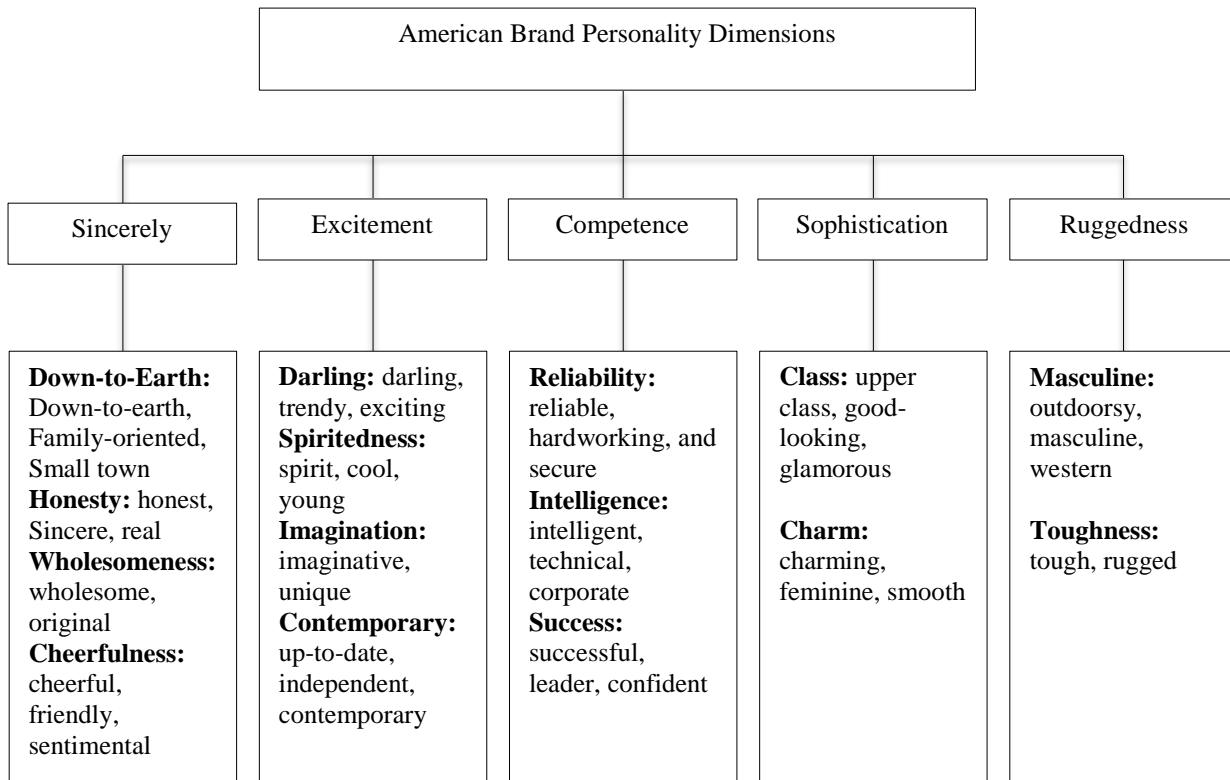 American Brand Personality Dimensions
Sincerely
Excitement
Competence
Sophistication
Ruggedness
Down-to-Earth:
Down-to-earth,
Family-oriented,
Small town
Honesty: honest,
Sincere, real
Wholesomeness:
wholesome,
original
Cheerfulness:
cheerful,
friendly,
sentimental
Darling: darling,
trendy, exciting
Spiritedness:
spirit, cool,
young
Imagination:
imaginative,
unique
Contemporary:
up-to-date,
independent,
contemporary
Reliability:
reliable,
hardworking, and
secure
Intelligence:
intelligent,
technical,
corporate
Success:
successful,
leader, confident
Class: upper
class, good-
looking,
glamorous
Charm:
charming,
feminine, smooth
Masculine:
outdoorsy,
masculine,
western
Toughness:
tough, rugged